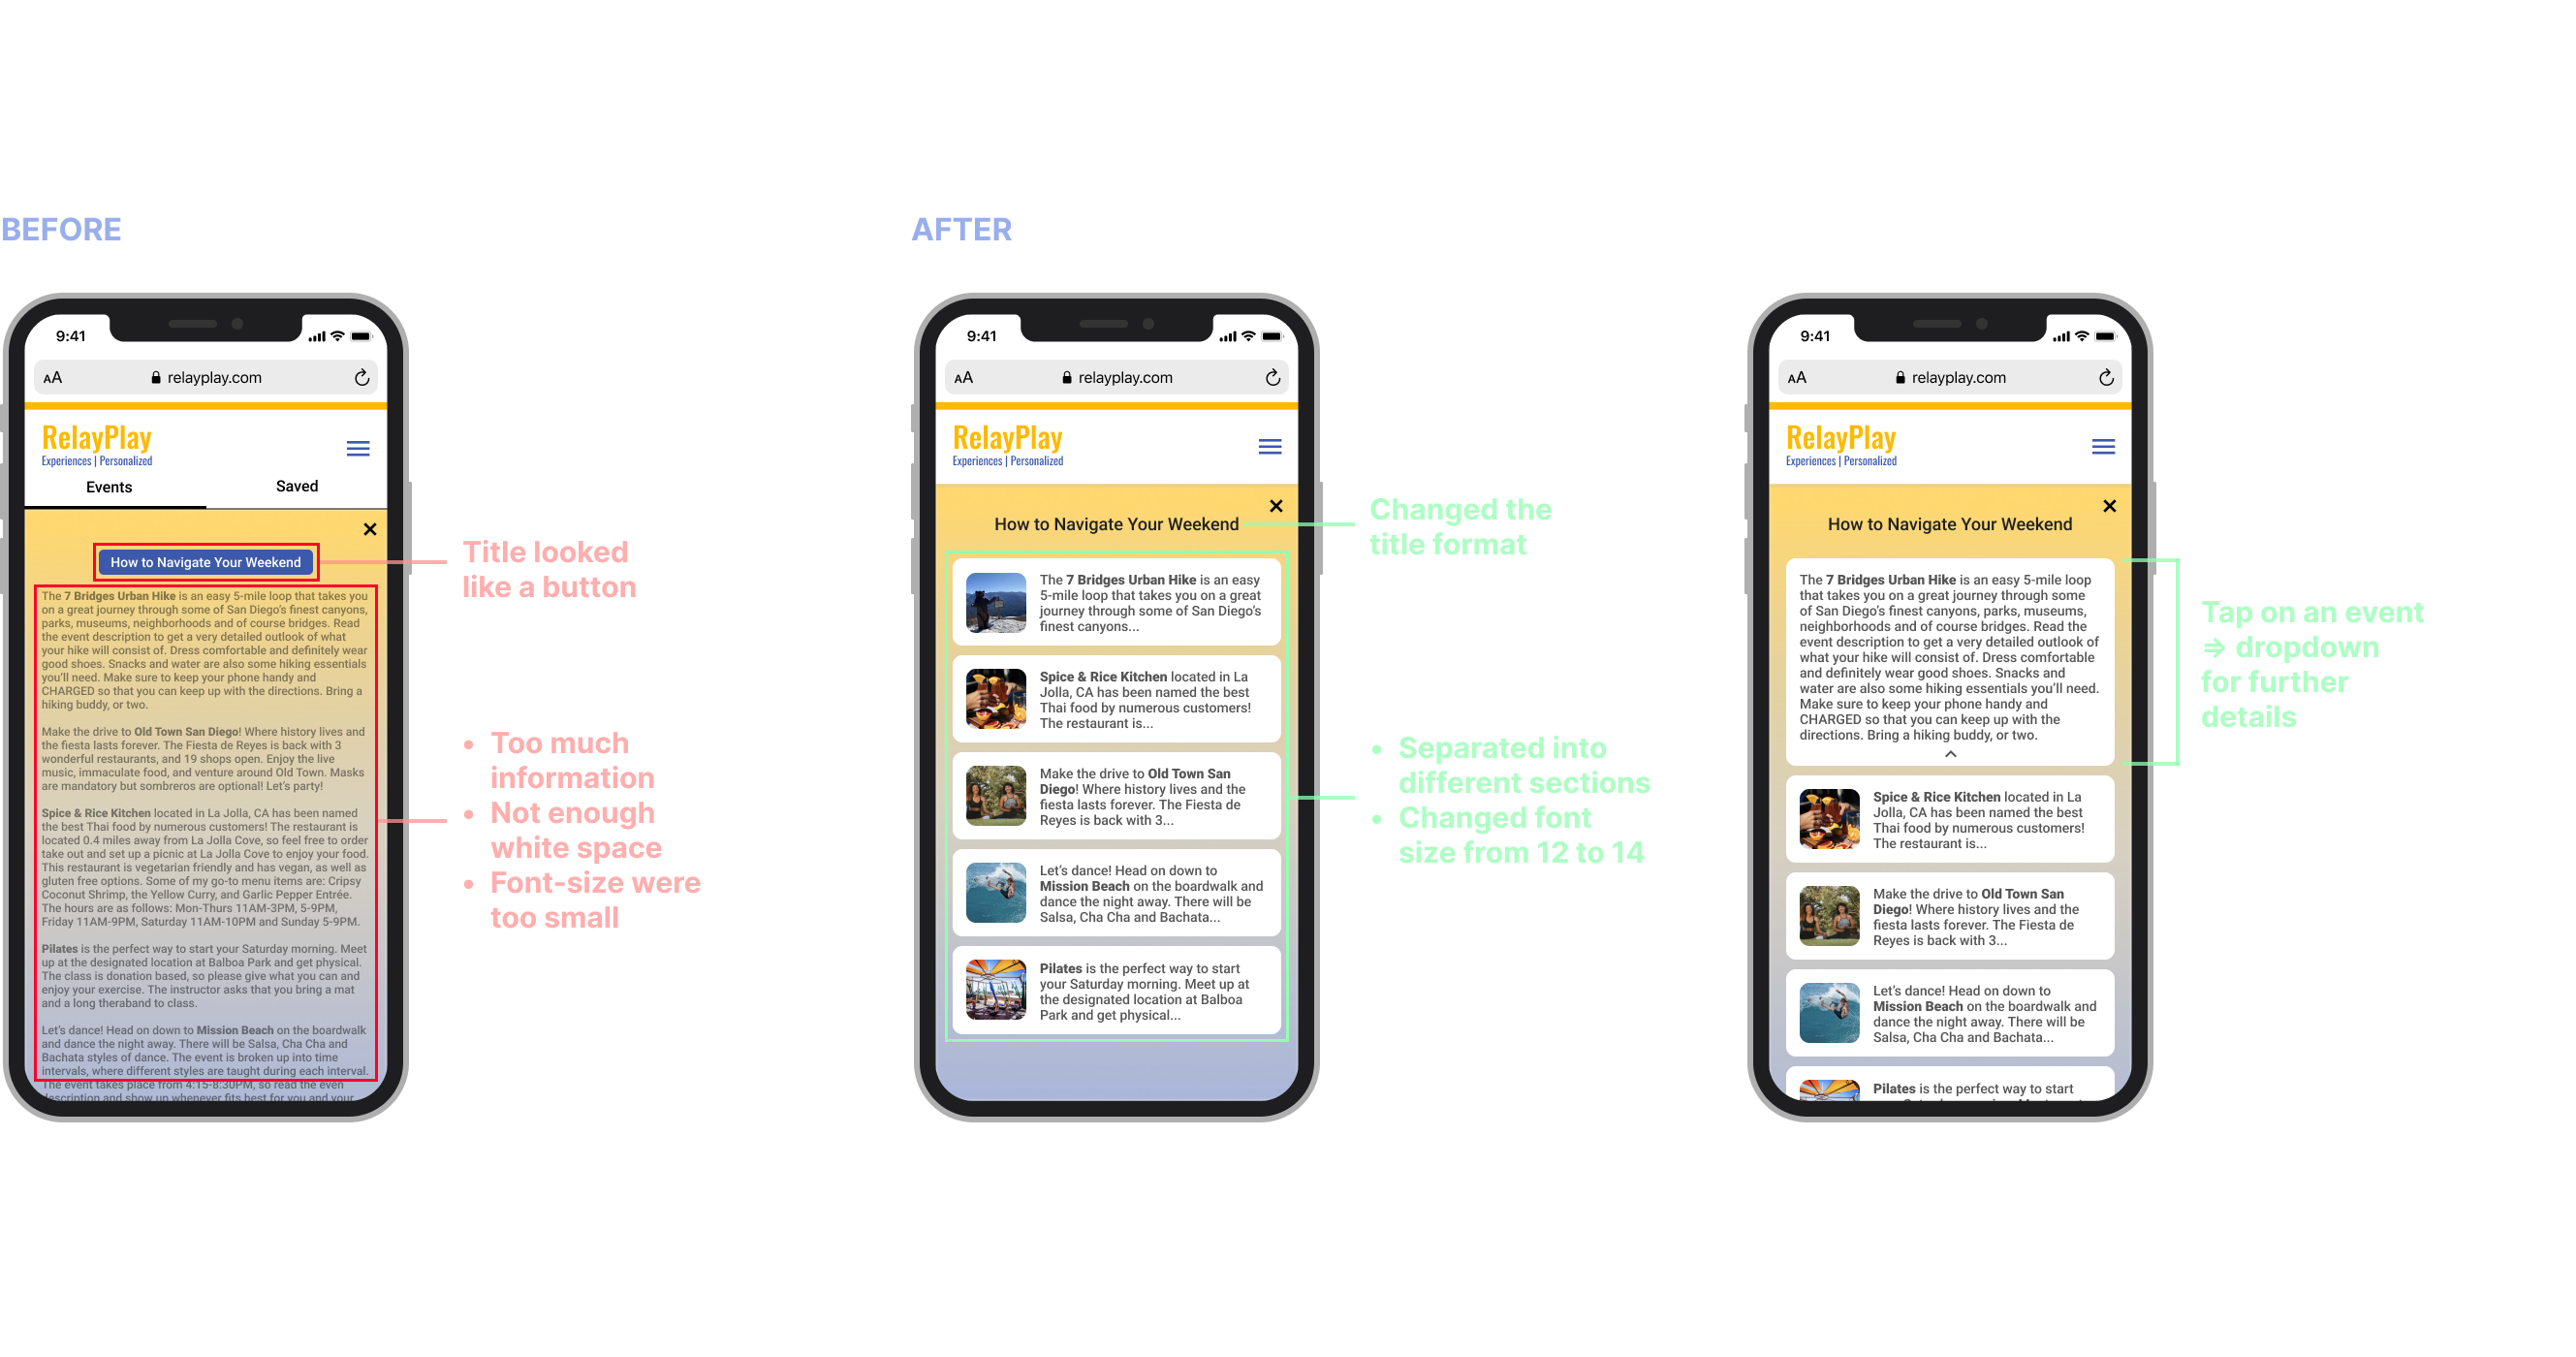 BEFORE
9:41
AA relayplay.com
RelayPlay
Experiences | Personalized
Events
Saved
How to Navigate Your Weekend
The 7 Bridges Urban Hike is an easy 5-mile loop that takes you
on a great journey through some of San Diego's finest canyons,
parks, museums, neighborhoods and of course bridges. Read
the event description to get a very detailed outlook of what
your hike will consist of. Dress comfortable and definitely wear
good shoes. Snacks and water are also some hiking essentials
you'll need. Make sure to keep your phone handy and
CHARGED so that you can keep up with the directions. Bring a
hiking buddy, or two.
Make the drive to Old Town San Diego! Where history lives and
the fiesta lasts forever. The Fiesta de Reyes is back with 3
wonderful restaurants, and 19 shops open. Enjoy the live
music, immaculate food, and venture around Old Town. Masks
are mandatory but sombreros are optional! Let's party!
Spice & Rice Kitchen located in La Jolla, CA has been named
the best Thai food by numerous customers! The restaurant is
located 0.4 miles away from La Jolla Cove, so feel free to order
take out and set up a picnic at La Jolla Cove to enjoy your food.
This restaurant is vegetarian friendly and has vegan, as well as
gluten free options. Some of my go-to menu items are: Cripsy
Coconut Shrimp, the Yellow Curry, and Garlic Pepper Entrée.
The hours are as follows: Mon-Thurs 11AM-3PM, 5-9PM,
Friday 11AM-9PM, Saturday 11AM-10PM and Sunday 5-9PM.
Pilates is the perfect way to start your Saturday morning. Meet
up at the designated location at Balboa Park and get physical.
The class is donation based, so please give what you can and
enjoy your exercise. The instructor asks that you bring a mat
and a long theraband to class.
Let's dance! Head on down to Mission Beach on the boardwalk
and dance the night away. There will be Salsa, Cha Cha and
Bachata styles of dance. The event is broken up into time
intervals, where different styles are taught during each interval.
The event takes place from 4:15-8:30PM, so read the even
description and show up whenever fits best for you and your
Title looked
like a button
• Too much
information
• Not enough
white space
• Font-size were
too small
AFTER
9:41
AA relayplay.com
RelayPlay
Experiences | Personalized
How to Navigate Your Weekend
The 7 Bridges Urban Hike is an easy
5-mile loop that takes you on a great
journey through some of San Diego's
finest canyons...
Spice & Rice Kitchen located in La
Jolla, CA has been named the best
Thai food by numerous customers!
The restaurant is...
Make the drive to Old Town San
Diego! Where history lives and the
fiesta lasts forever. The Fiesta de
Reyes is back with 3...
Let's dance! Head on down to
Mission Beach on the boardwalk and
dance the night away. There will be
Salsa, Cha Cha and Bachata...
Pilates is the perfect way to start
your Saturday morning. Meet up at
the designated location at Balboa
Park and get physical...
Changed the
title format
• Separated into
different sections
• Changed font
size from 12 to 14
9:41
AA relayplay.com
RelayPlay
Experiences | Personalized
How to Navigate Your Weekend
The 7 Bridges Urban Hike is an easy 5-mile loop
that takes you on a great journey through some
of San Diego's finest canyons, parks, museums,
neighborhoods and of course bridges. Read the
event description to get a very detailed outlook of
what your hike will consist of. Dress comfortable
and definitely wear good shoes. Snacks and
water are also some hiking essentials you'll need.
Make sure to keep your phone handy and
CHARGED so that you can keep up with the
directions. Bring a hiking buddy, or two.
Spice & Rice Kitchen located in La
Jolla, CA has been named the best
Thai food by numerous customers!
The restaurant is...
Make the drive to Old Town San
Diego! Where history lives and the
fiesta lasts forever. The Fiesta de
Reyes is back with 3...
Let's dance! Head on down to
Mission Beach on the boardwalk and
dance the night away. There will be
Salsa, Cha Cha and Bachata...
Pilates is the perfect way to start
Tap on an event
⇒ dropdown
for further
details